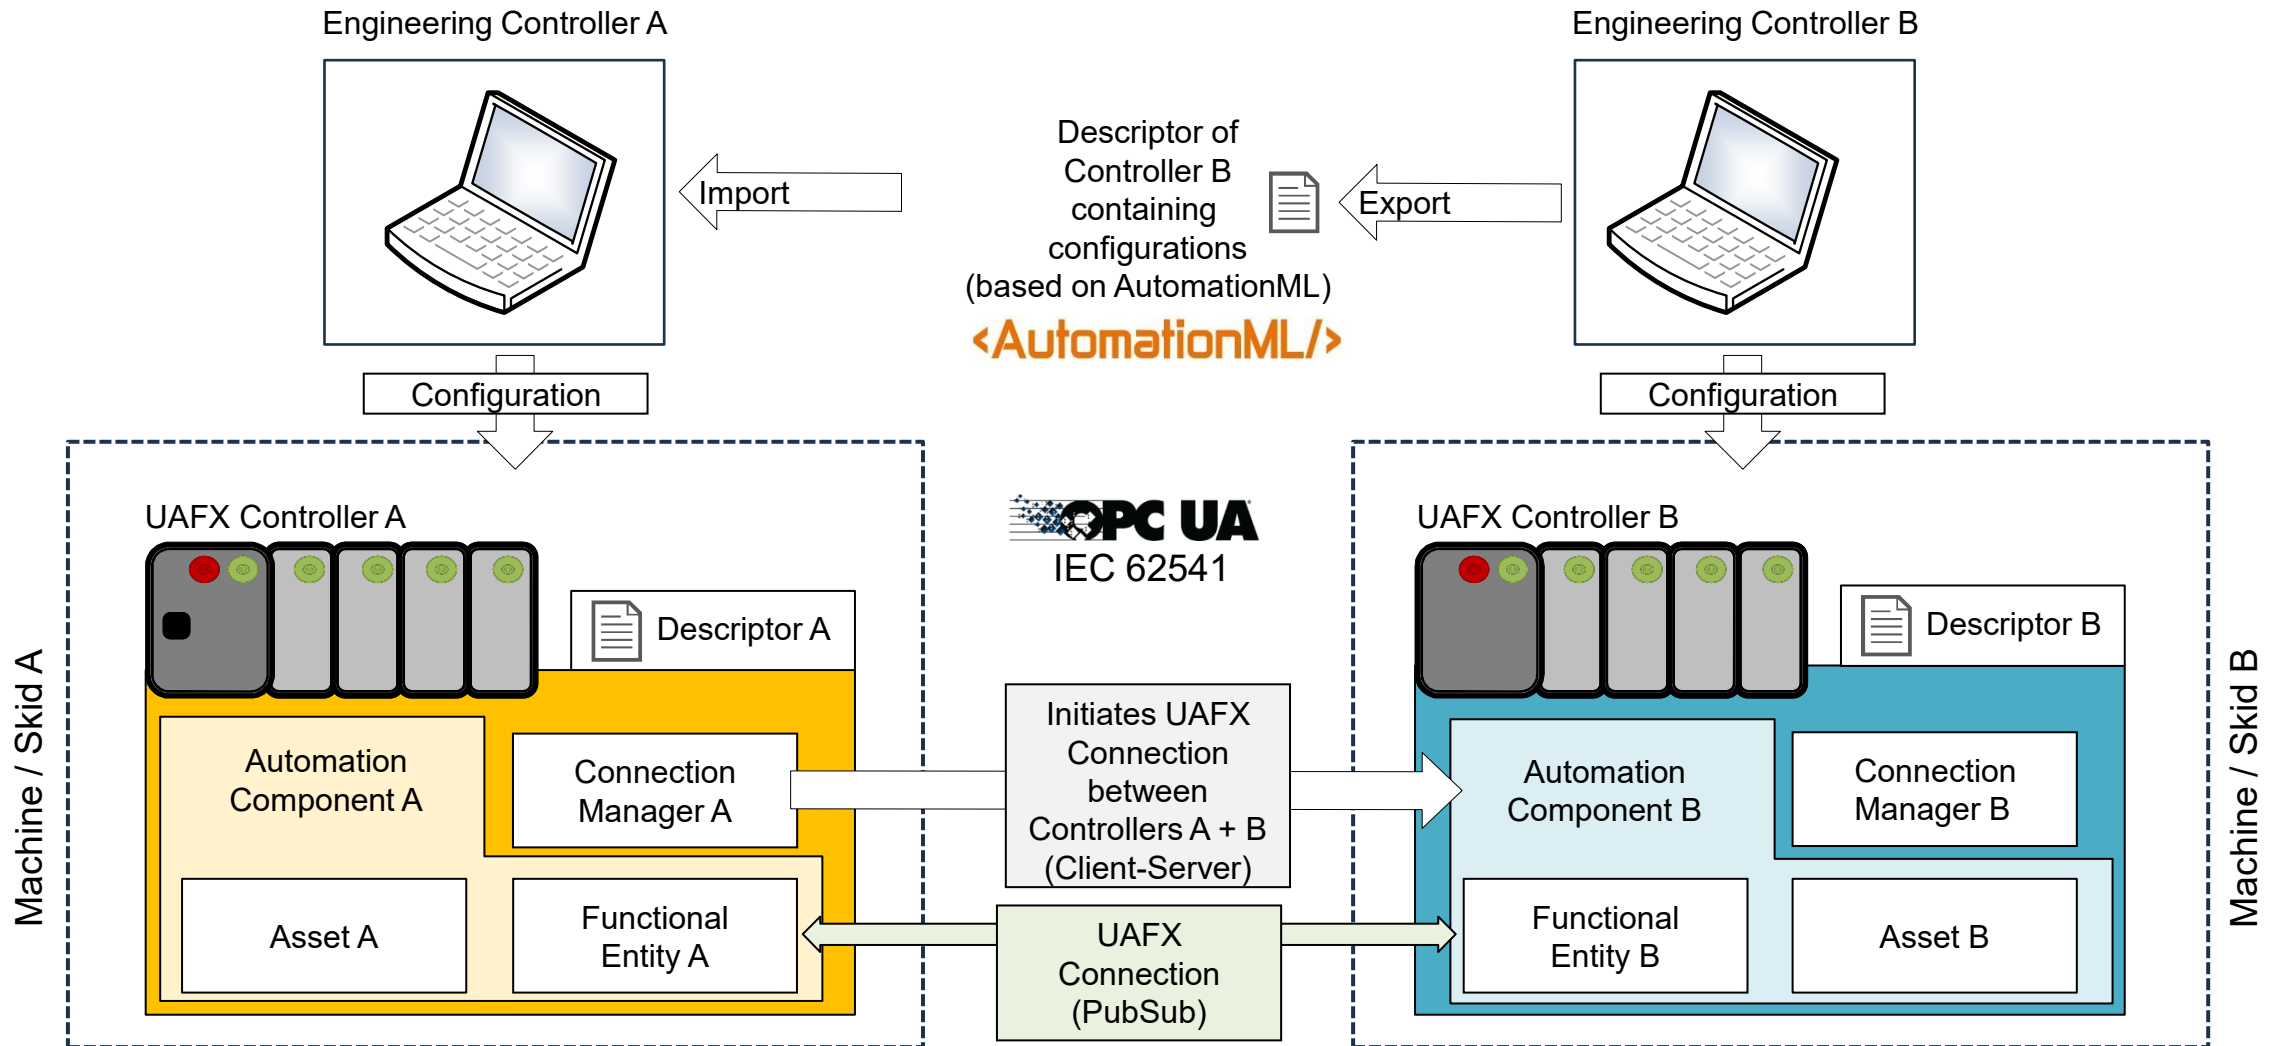 Engineering Controller A
Engineering Controller B
Descriptor of
Controller B
containing
configurations
(based on AutomationML)
<AutomationML/>
Import
Export
Configuration
Configuration
OPC UA
IEC 62541
Machine / Skid A
UAFX Controller A
Descriptor A
Automation
Component A
Connection
Manager A
Asset A
Functional
Entity A
Initiates UAFX
Connection
between
Controllers A + B
(Client-Server)
UAFX
Connection
(PubSub)
UAFX Controller B
Descriptor B
Automation
Component B
Connection
Manager B
Functional
Entity B
Asset B
Machine / Skid B